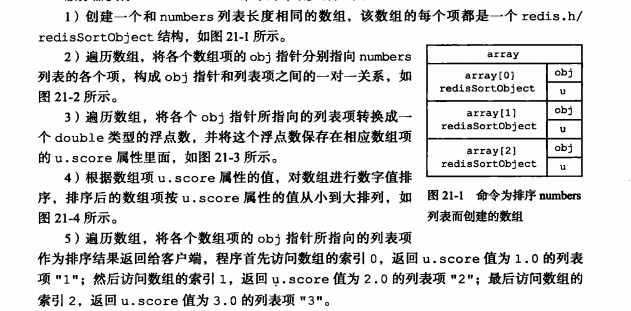 1）创建一个和 numbers 列表长度相同的数组，该数组的每个项都是一个 redis.h/
redisSortObject 结构，如图 21-1 所示。
2）遍历数组，将各个数组项的 obj 指针分别指向 numbers
列表的各个项，构成 obj 指针和列表项之间的一对一关系，如
图 21-2 所示。
3）遍历数组，将各个 obj 指针所指向的列表项转换成一
个 double 类型的浮点数，并将这个浮点数保存在相应数组项
的 u.score 属性里面，如图 21-3 所示。
4）根据数组项 u.score 属性的值，对数组进行数字值排
序，排序后的数组项按 u.score 属性的值从小到大排列，如
图 21-4 所示。
array
array[0]
redisSortObject
obj
u
array[1]
redisSortObject
obj
u
array[2]
redisSortObject
obj
u
图 21-1 命令为排序 numbers
列表而创建的数组
5）遍历数组，将各个数组项的 obj 指针所指向的列表项
作为排序结果返回给客户端，程序首先访问数组的索引 0，返回 u.score 值为 1.0 的列表
项 "1"；然后访问数组的索引 1，返回 u.score 值为 2.0 的列表项 "2"；最后访问数组的
索引 2，返回 u.score 值为 3.0 的列表项 "3"。